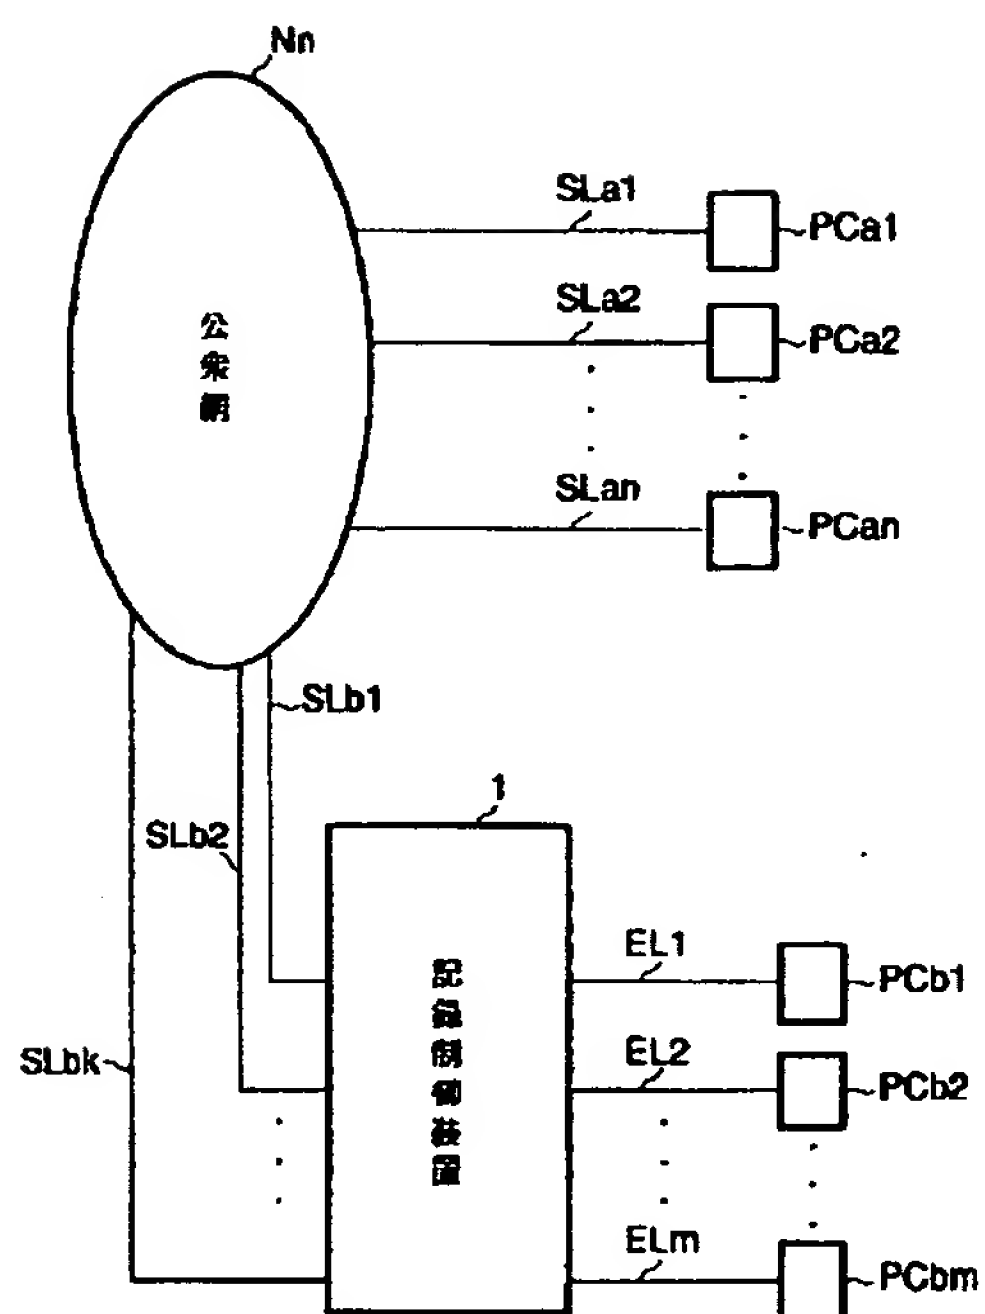 Nn
SLa1
PCa1
公衆網
SLa2
PCa2
SLan
PCan
SLb1
1
SLb2
記録制御装置
EL1
PCb1
SLbk
EL2
PCb2
ELm
PCbm